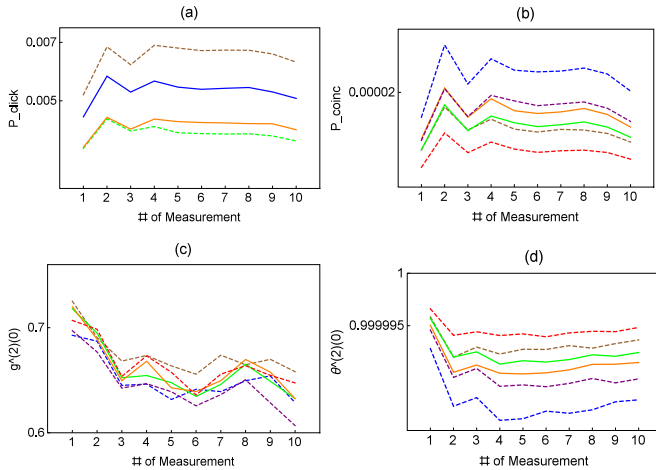 (a)
0.007
0.005
P_click
1 2 3 4 5 6 7 8 9 10
# of Measurement
(b)
0.000002
P_coinc
1 2 3 4 5 6 7 8 9 10
# of Measurement
(c)
0.7
0.6
g^(2)(0)
1 2 3 4 5 6 7 8 9 10
# of Measurement
(d)
1
0.999995
θ^(2)(0)
1 2 3 4 5 6 7 8 9 10
# of Measurement